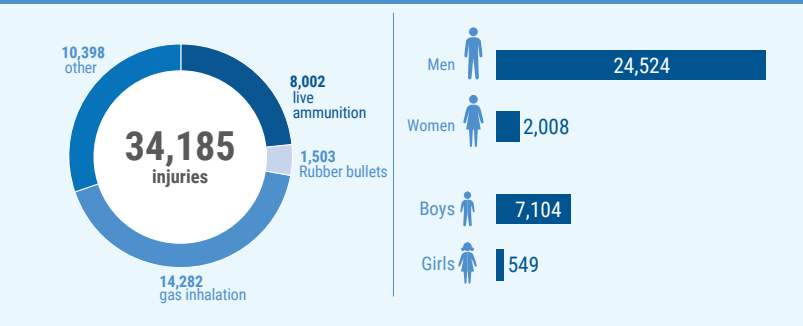 10,398
other
8,002
live
ammunition
34,185
injuries
1,503
Rubber bullets
14,282
gas inhalation
Men
24,524
Women
2,008
Boys
7,104
Girls
549